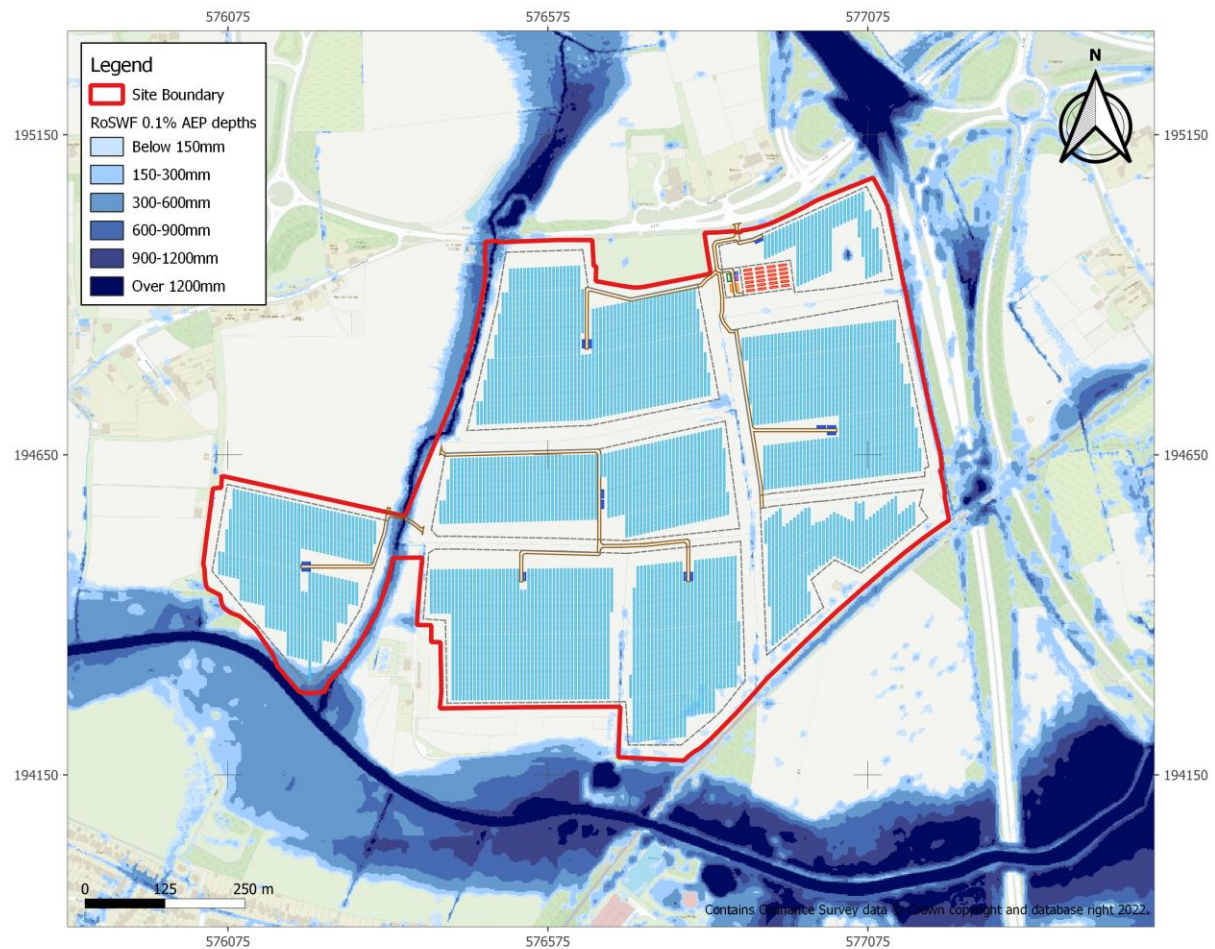 576075 576575 577075
Legend
Site Boundary
RoSWF 0.1% AEP depths
Below 150mm
150-300mm
300-600mm
600-900mm
900-1200mm
Over 1200mm
N
195150 195150
194650 194650
194150 194150
0 125 250 m
Contains Ordnance Survey data © Crown copyright and database right 2022.
576075 576575 577075